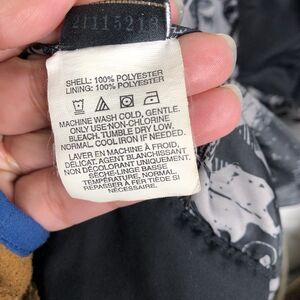 21115213
SHELL: 100% POLYESTER
LINING: 100% POLYESTER
MACHINE WASH COLD, GENTLE.
ONLY USE NON-CHLORINE
BLEACH. TUMBLE DRY LOW,
NORMAL. COOL IRON IF NEEDED.
LAVER EN MACHINE À FROID,
DÉLICAT. AGENT BLANCHISSANT
NON DÉCOLORANT UNIQUEMENT.
SÈCHE-LINGE BASSE
TEMPÉRATURE, NORMAL.
REPASSER À FER TIÈDE SI
NÉCESSAIRE.